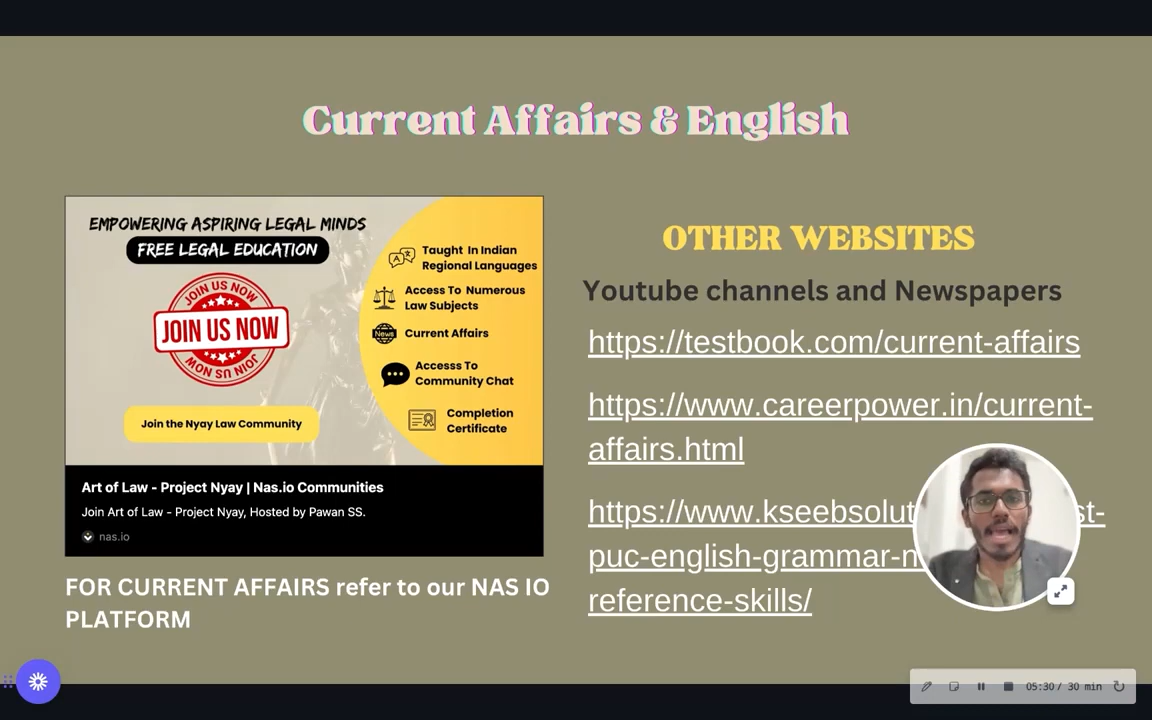 Current Affairs & English
EMPOWERING ASPIRING LEGAL MINDS
FREE LEGAL EDUCATION
JOIN US NOW
JOIN US NOW
JOIN US NOW
Join the Nyay Law Community
Taught In Indian
Regional Languages
Access To Numerous
Law Subjects
News
Current Affairs
Accesss To
Community Chat
Completion
Certificate
Art of Law - Project Nyay | Nas.io Communities
Join Art of Law - Project Nyay, Hosted by Pawan SS.
nas.io
FOR CURRENT AFFAIRS refer to our NAS IO
PLATFORM
OTHER WEBSITES
Youtube channels and Newspapers
https://testbook.com/current-affairs
https://www.careerpower.in/current-
affairs.html
https://www.kseebsolut st-
puc-english-grammar-
reference-skills/
05:30 / 30 min